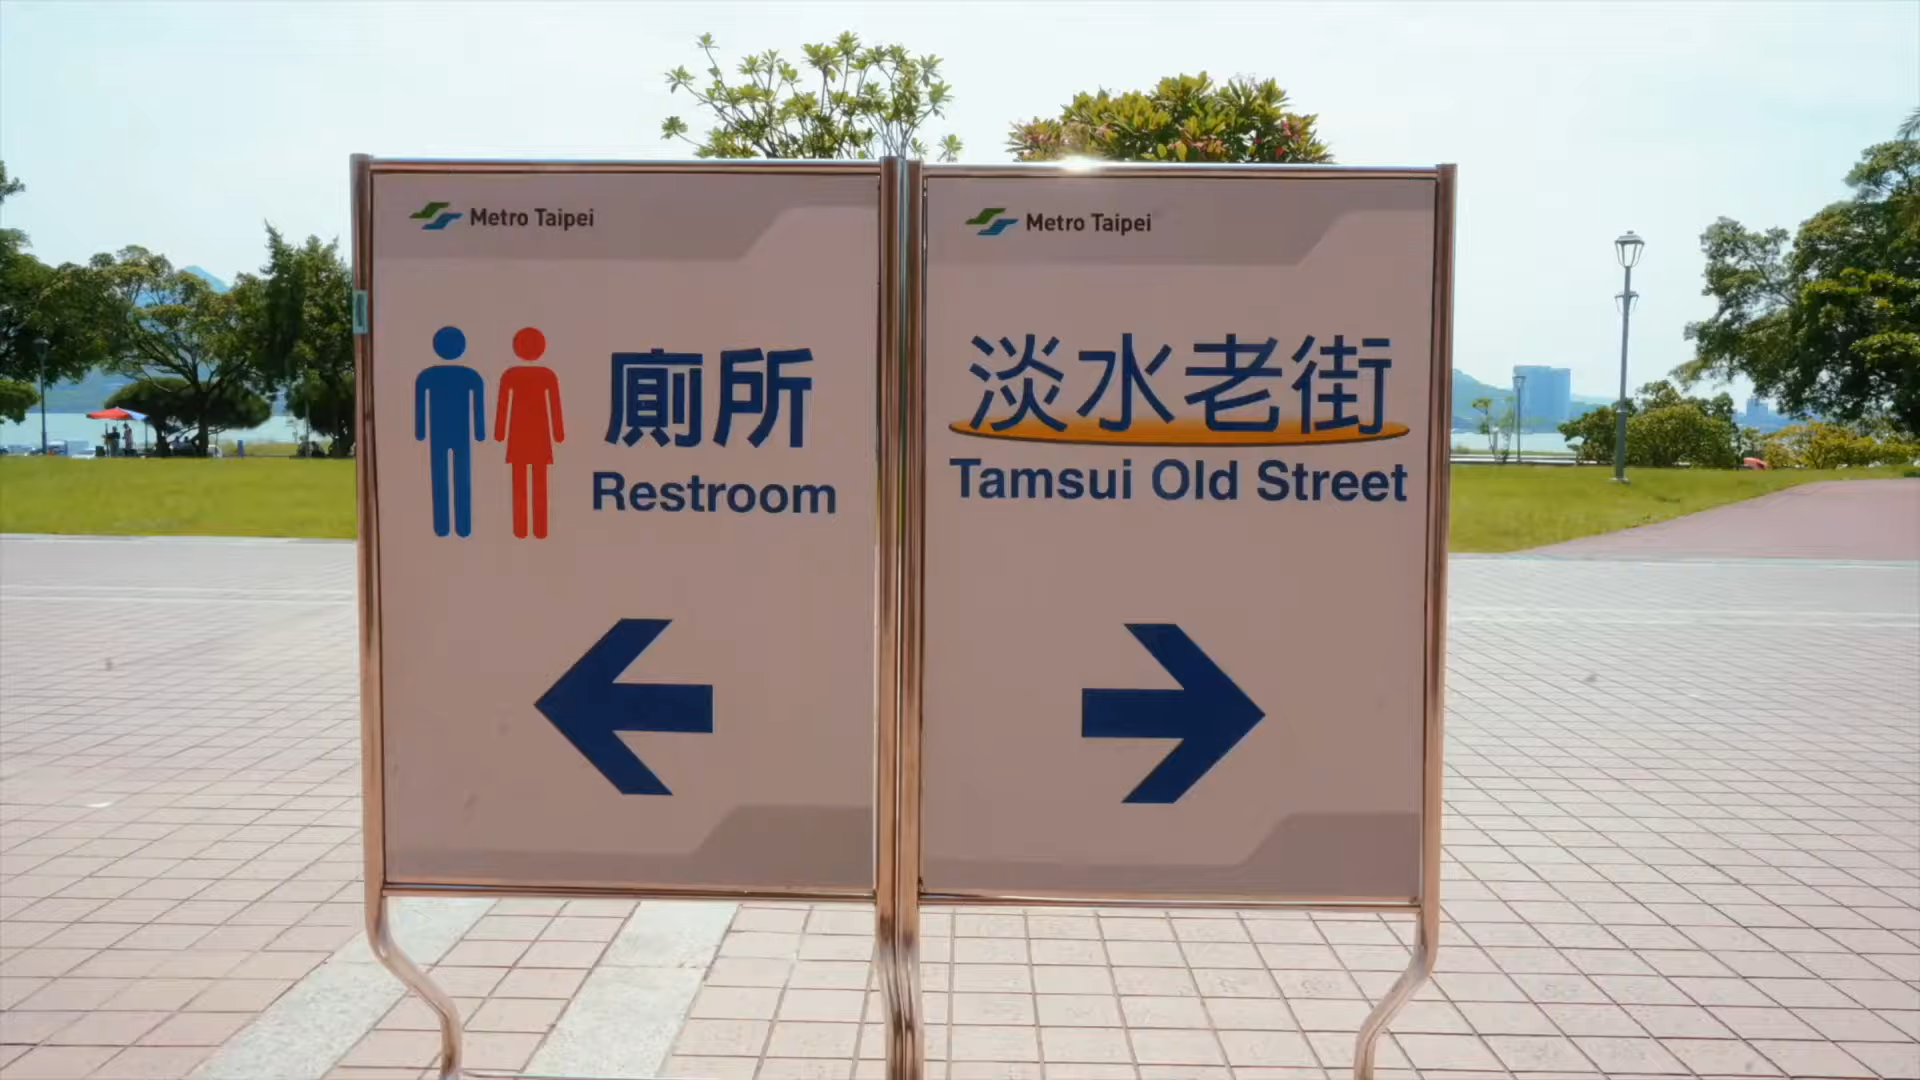 Metro Taipei
廁所
Restroom
Metro Taipei
淡水老街
Tamsui Old Street